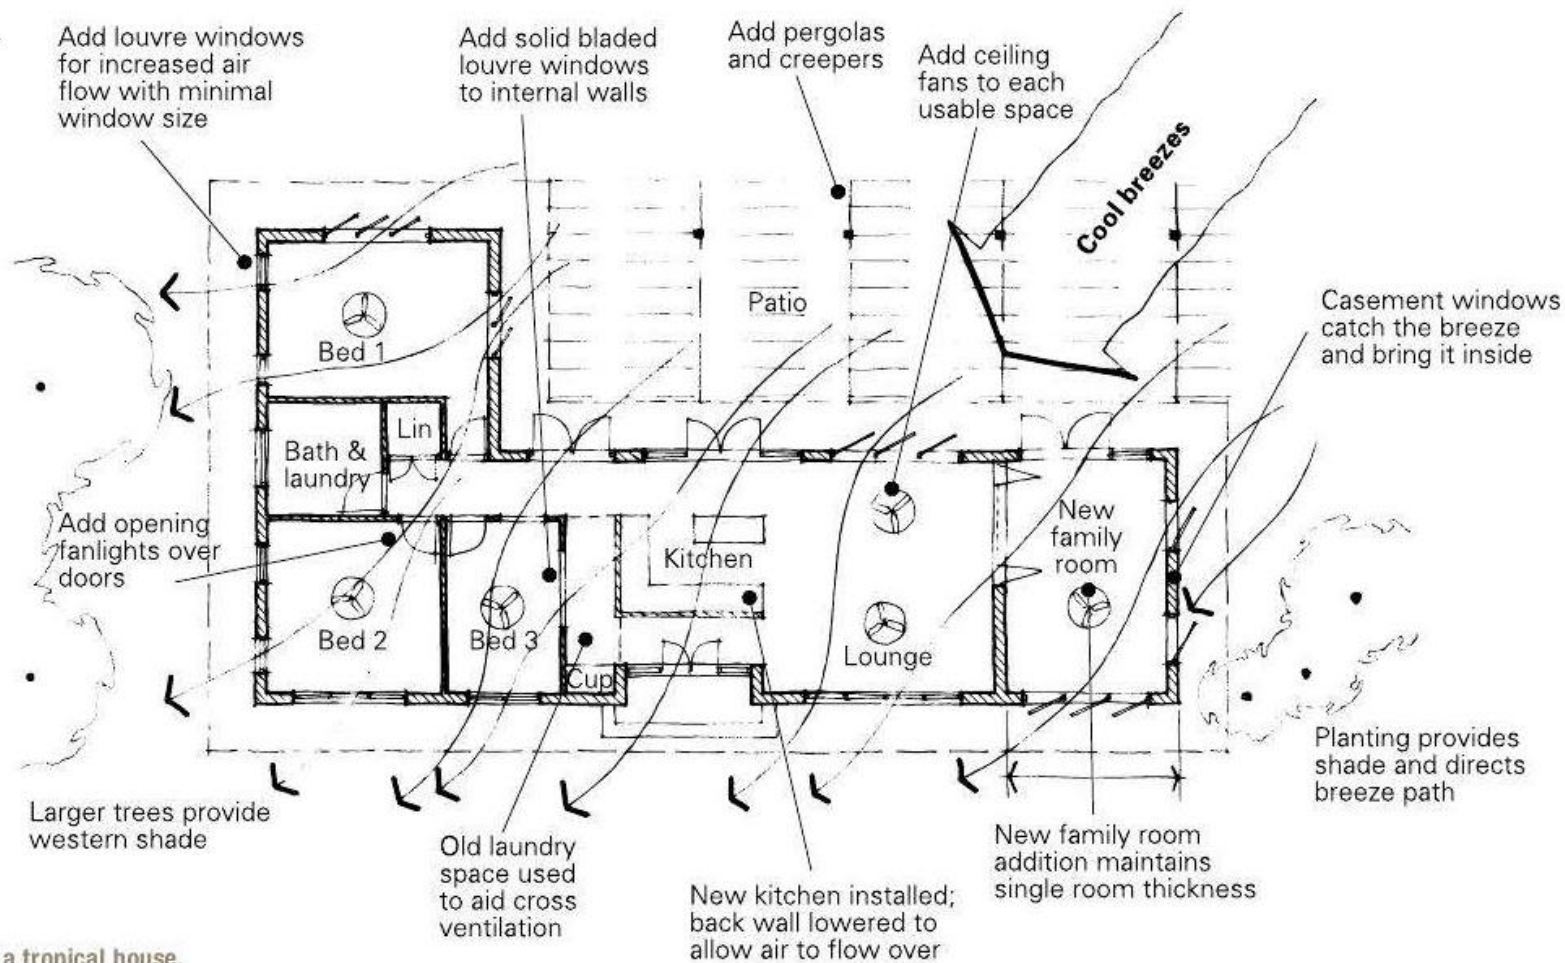 Add louvre windows
for increased air
flow with minimal
window size
Add solid bladed
louvre windows
to internal walls
Add pergolas
and creepers
Add ceiling
fans to each
usable space
Cool breezes
Patio
Casement windows
catch the breeze
and bring it inside
Bed 1
Lin
Bath &
laundry
Add opening
fanlights over
doors
Kitchen
New
family
room
Bed 2
Bed 3
Lounge
Cup
Planting provides
shade and directs
breeze path
Larger trees provide
western shade
Old laundry
space used
to aid cross
ventilation
New kitchen installed;
back wall lowered to
allow air to flow over
New family room
addition maintains
single room thickness
a tropical house.